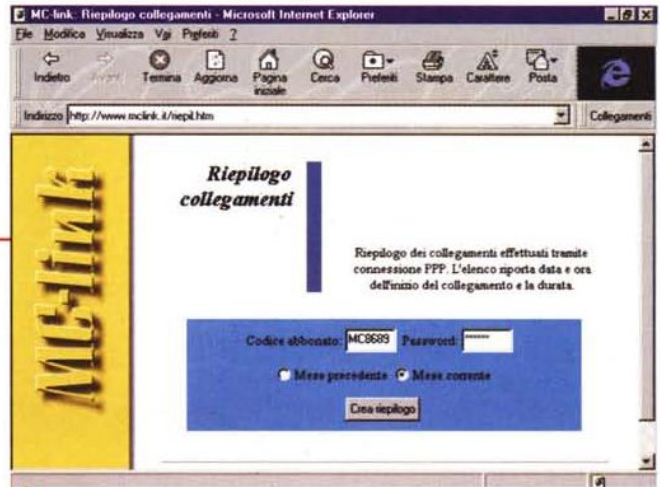 MC-link: Riepilogo collegamenti - Microsoft Internet Explorer
File Modifica Visualizza Vai Preferiti ?
Indietro Avanti Termina Aggiorna Pagina iniziale Cerca Preferiti Stampa Carattere Posta
Indirizzo http://www.mclink.it/riepil.htm Collegamenti
MC-link
Riepilogo
collegamenti
Riepilogo dei collegamenti effettuati tramite
connessione PPP. L'elenco riporta data e ora
dell'inizio del collegamento e la durata.
Codice abbonato: MC8689 Password: ******
Mese precedente Mese corrente
Crea riepilogo